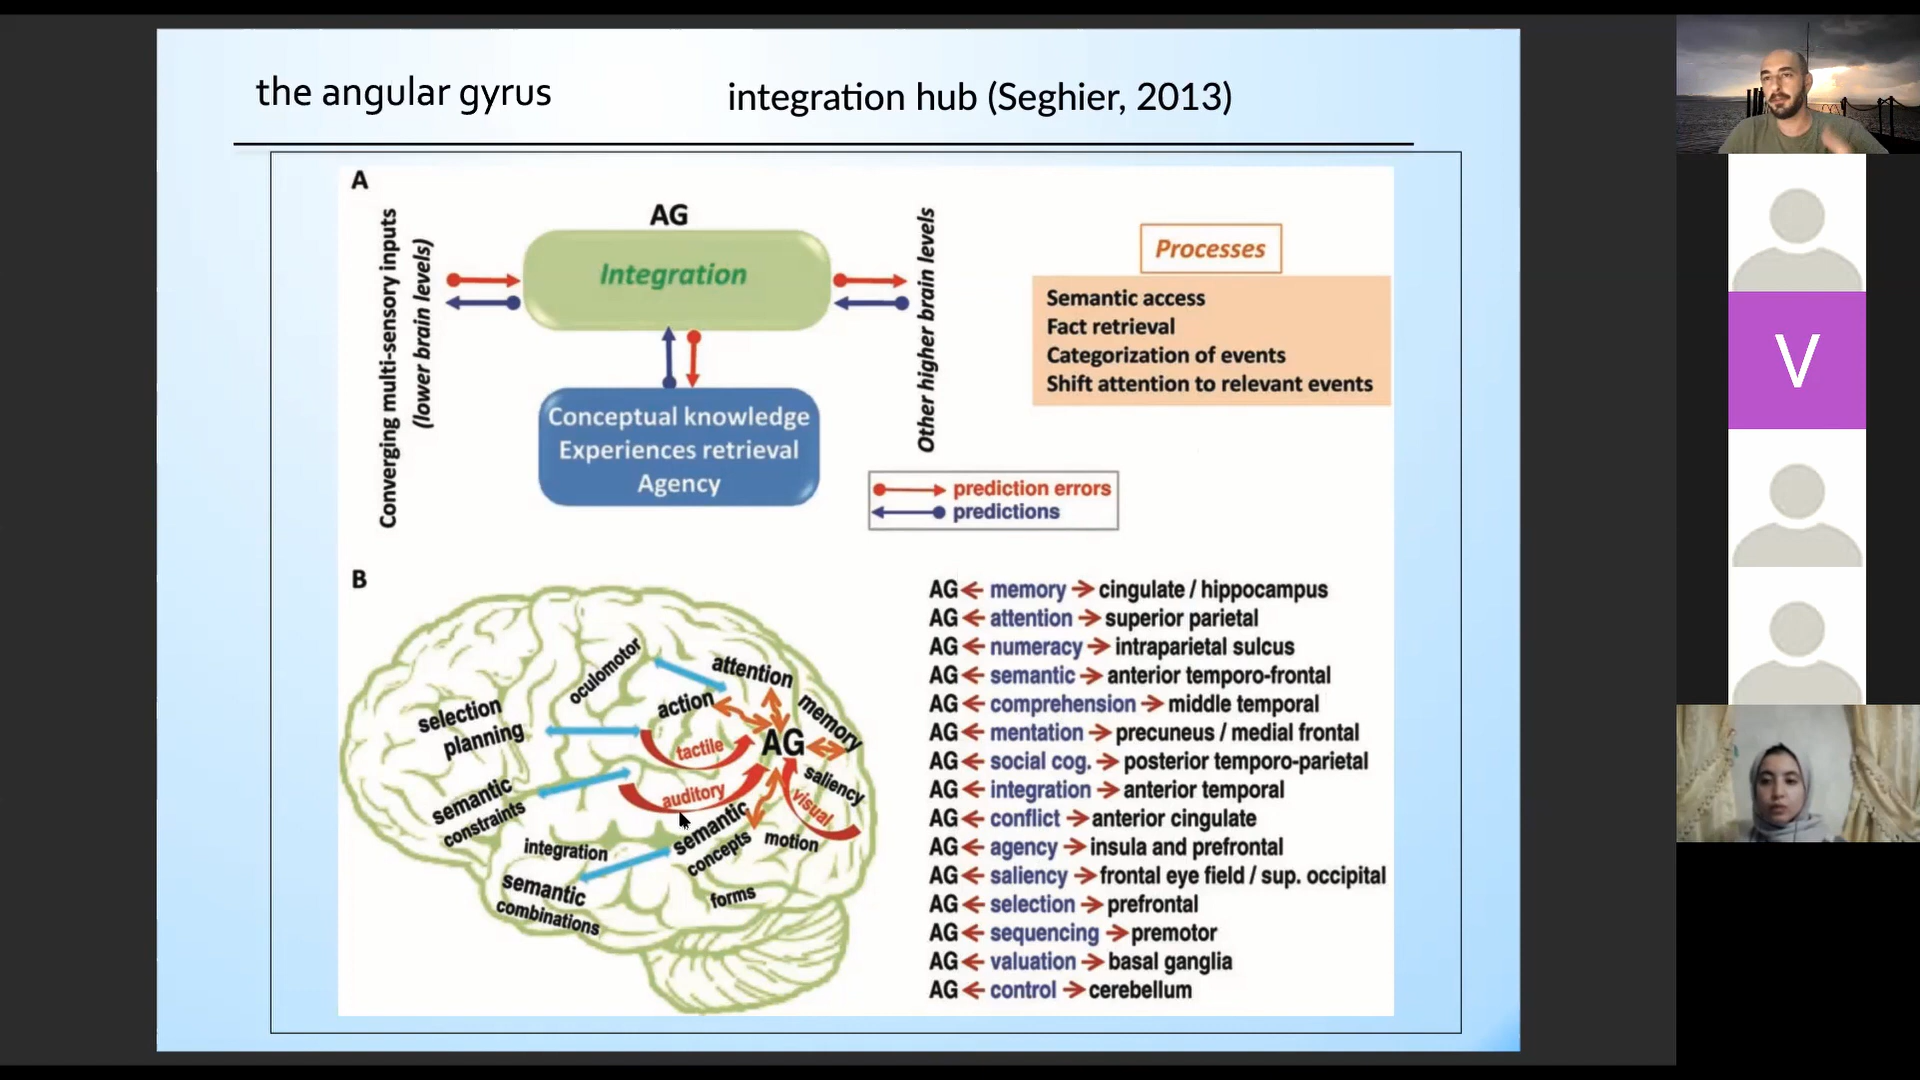 the angular gyrus
integration hub (Seghier, 2013)
A
Converging multi-sensory inputs
(lower brain levels)
AG
Integration
Conceptual knowledge
Experiences retrieval
Agency
Other higher brain levels
Processes
Semantic access
Fact retrieval
Categorization of events
Shift attention to relevant events
prediction errors
predictions
B
oculomotor
attention
action
memory
selection
planning
tactile
AG
saliency
auditory
visual
semantic
constraints
semantic
concepts
motion
integration
semantic
combinations
forms
AG ← memory → cingulate / hippocampus
AG ← attention → superior parietal
AG ← numeracy → intraparietal sulcus
AG ← semantic → anterior temporo-frontal
AG ← comprehension → middle temporal
AG ← mentation → precuneus / medial frontal
AG ← social cog. → posterior temporo-parietal
AG ← integration → anterior temporal
AG ← conflict → anterior cingulate
AG ← agency → insula and prefrontal
AG ← saliency → frontal eye field / sup. occipital
AG ← selection → prefrontal
AG ← sequencing → premotor
AG ← valuation → basal ganglia
AG ← control → cerebellum
V